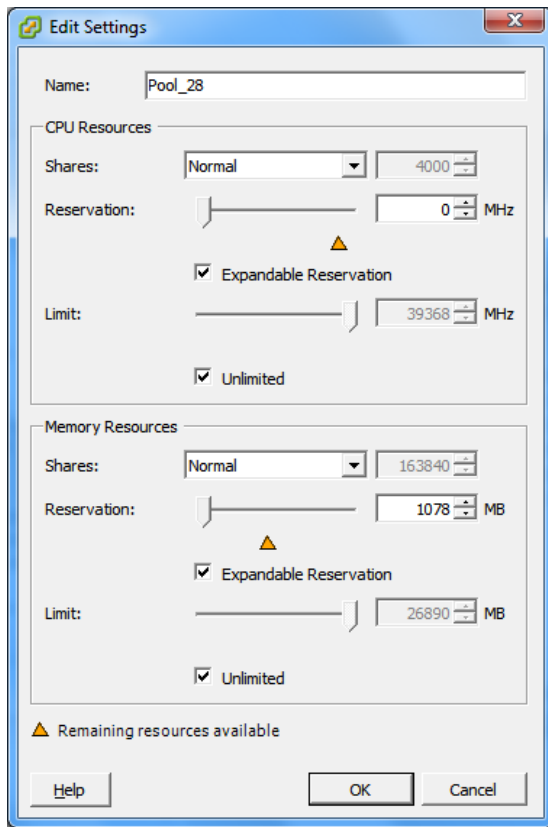 Edit Settings
Name: Pool_28
CPU Resources
Shares: Normal 4000
Reservation: 0 MHz
Expandable Reservation
Limit: 39368 MHz
Unlimited
Memory Resources
Shares: Normal 163840
Reservation: 1078 MB
Expandable Reservation
Limit: 26890 MB
Unlimited
Remaining resources available
Help OK Cancel